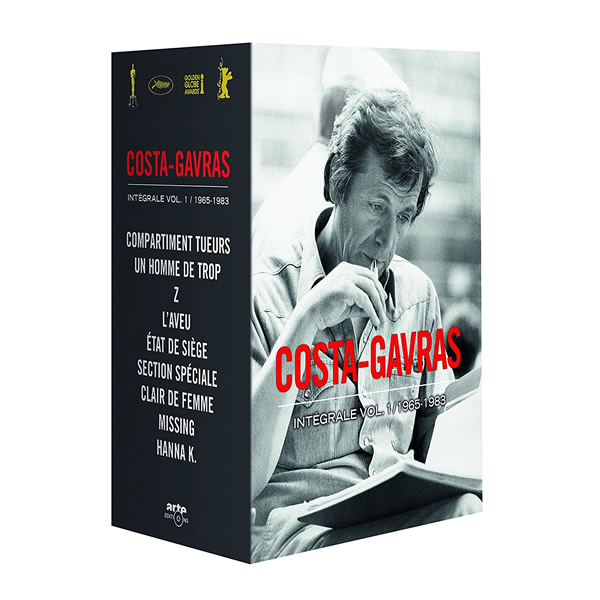 GOLDEN
GLOBE
AWARDS
COSTA-GAVRAS
INTÉGRALE VOL. 1 / 1965-1983
COMPARTIMENT TUEURS
UN HOMME DE TROP
Z
L'AVEU
ÉTAT DE SIÈGE
SECTION SPÉCIALE
CLAIR DE FEMME
MISSING
HANNA K.
arte
EDITIONS
COSTA-GAVRAS
INTÉGRALE VOL. 1 / 1965-1983